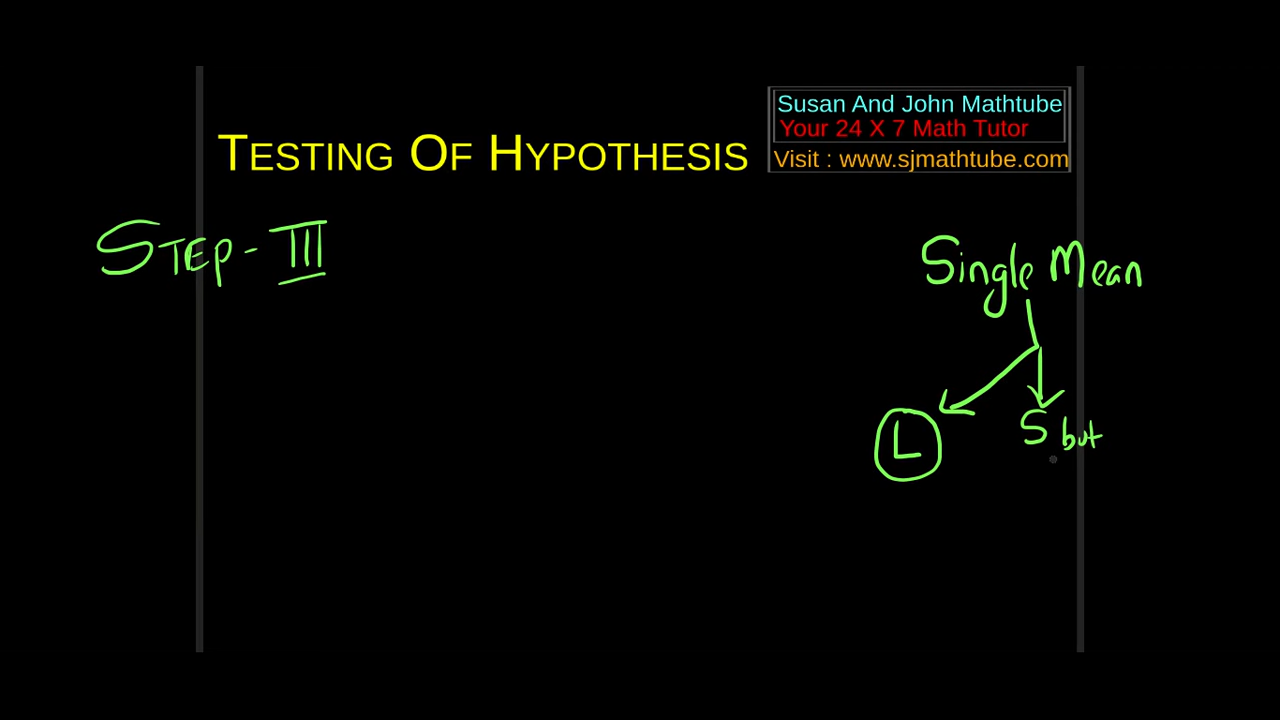 Susan And John Mathtube
Your 24 X 7 Math Tutor
Visit : www.sjmathtube.com
TESTING OF HYPOTHESIS
STEP - III
Single Mean
L
S but